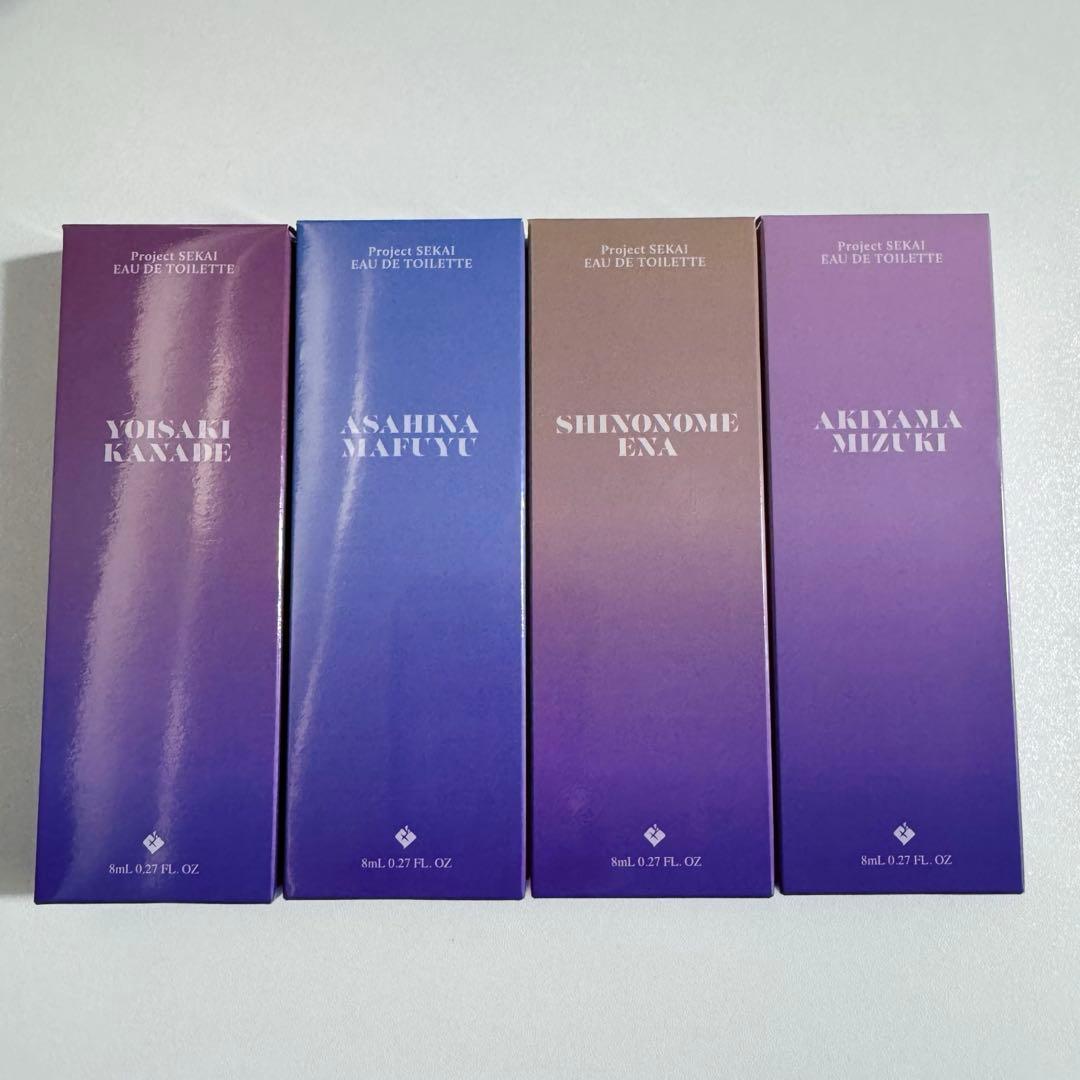 Project SEKAI
EAU DE TOILETTE
YOISAKI
KANADE
8mL 0.27 FL. OZ
Project SEKAI
EAU DE TOILETTE
ASAHINA
MAFUYU
8mL 0.27 FL. OZ
Project SEKAI
EAU DE TOILETTE
SHINONOME
ENA
8mL 0.27 FL. OZ
Project SEKAI
EAU DE TOILETTE
AKIYAMA
MIZUKI
8mL 0.27 FL. OZ